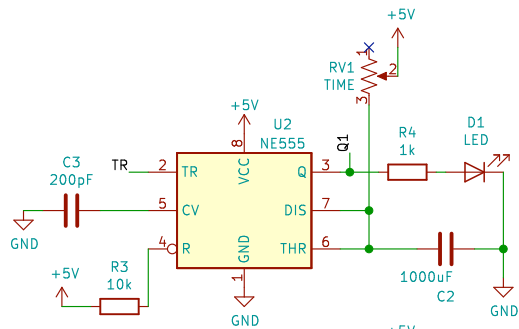 +5V
1
RV1
TIME
2
3
+5V
U2
NE555
8
VCC
Q1
R4
1k
D1
LED
C3
200pF
TR
2
TR
Q
3
5
CV
DIS
7
GND
4
R
THR
6
GND
1
+5V
R3
10k
1000uF
C2
GND
GND
+5V